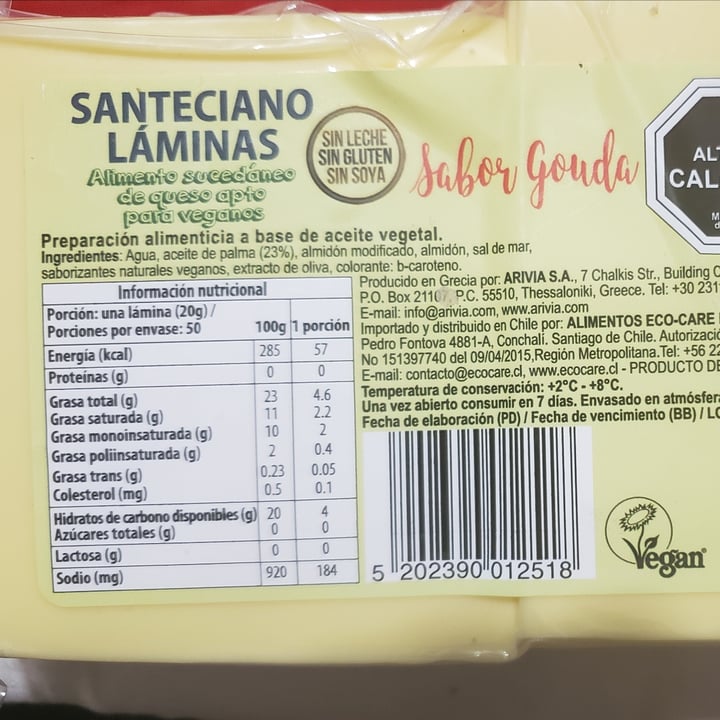 SANTECIANO
LÁMINAS
Alimento sucedáneo
de queso apto
para veganos
SIN LECHE
SIN GLUTEN
SIN SOYA
Sabor Gouda
ALT
CAL
M
d
Preparación alimenticia a base de aceite vegetal.
Ingredientes: Agua, aceite de palma (23%), almidón modificado, almidón, sal de mar,
saborizantes naturales veganos, extracto de oliva, colorante: b-caroteno.
Información nutricional
Porción: una lámina (20g) /
Porciones por envase: 50 100g 1 porción
Energía (kcal) 285 57
Proteínas (g) 0 0
Grasa total (g) 23 4.6
Grasa saturada (g) 11 2.2
Grasa monoinsaturada (g) 10 2
Grasa poliinsaturada (g) 2 0.4
Grasa trans (g) 0.23 0.05
Colesterol (mg) 0.5 0.1
Hidratos de carbono disponibles (g) 20 4
Azúcares totales (g) 0 0
Lactosa (g) 0 0
Sodio (mg) 920 184
Producido en Grecia por: ARIVIA S.A., 7 Chalkis Str., Building C
P.O. Box 21107, P.C. 55510, Thessaloniki, Greece. Tel: +30 231
E-mail: info@arivia.com, www.arivia.com
Importado y distribuido en Chile por: ALIMENTOS ECO-CARE
Pedro Fontova 4881-A, Conchalí. Santiago de Chile. Autorizació
No 151397740 del 09/04/2015,Región Metropolitana.Tel: +56 22
E-mail: contacto@ecocare.cl, www.ecocare.cl - PRODUCTO DE
Temperatura de conservación: +2°C - +8°C.
Una vez abierto consumir en 7 días. Envasado en atmósfera
Fecha de elaboración (PD) / Fecha de vencimiento (BB) / LO
5 202390 012518
Vegan